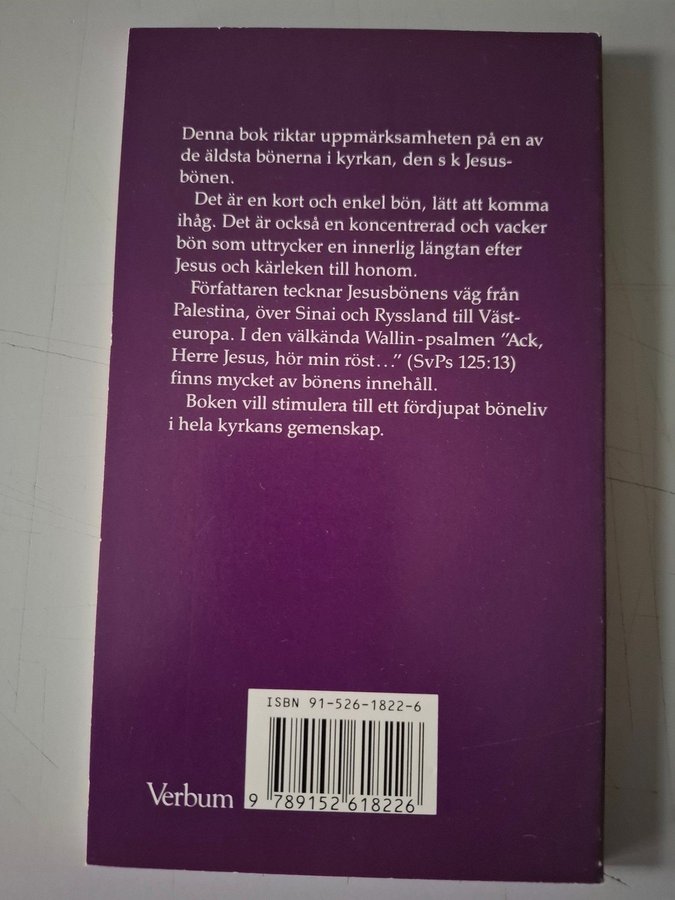 Denna bok riktar uppmärksamheten på en av
de äldsta bönerna i kyrkan, den s k Jesus-
bönen.
Det är en kort och enkel bön, lätt att komma
ihåg. Det är också en koncentrerad och vacker
bön som uttrycker en innerlig längtan efter
Jesus och kärleken till honom.
Författaren tecknar Jesusbönens väg från
Palestina, över Sinai och Ryssland till Väst-
europa. I den välkända Wallin-psalmen ”Ack,
Herre Jesus, hör min röst...” (SvPs 125:13)
finns mycket av bönens innehåll.
Boken vill stimulera till ett fördjupat böneliv
i hela kyrkans gemenskap.
ISBN 91-526-1822-6
Verbum
9 789152 618226